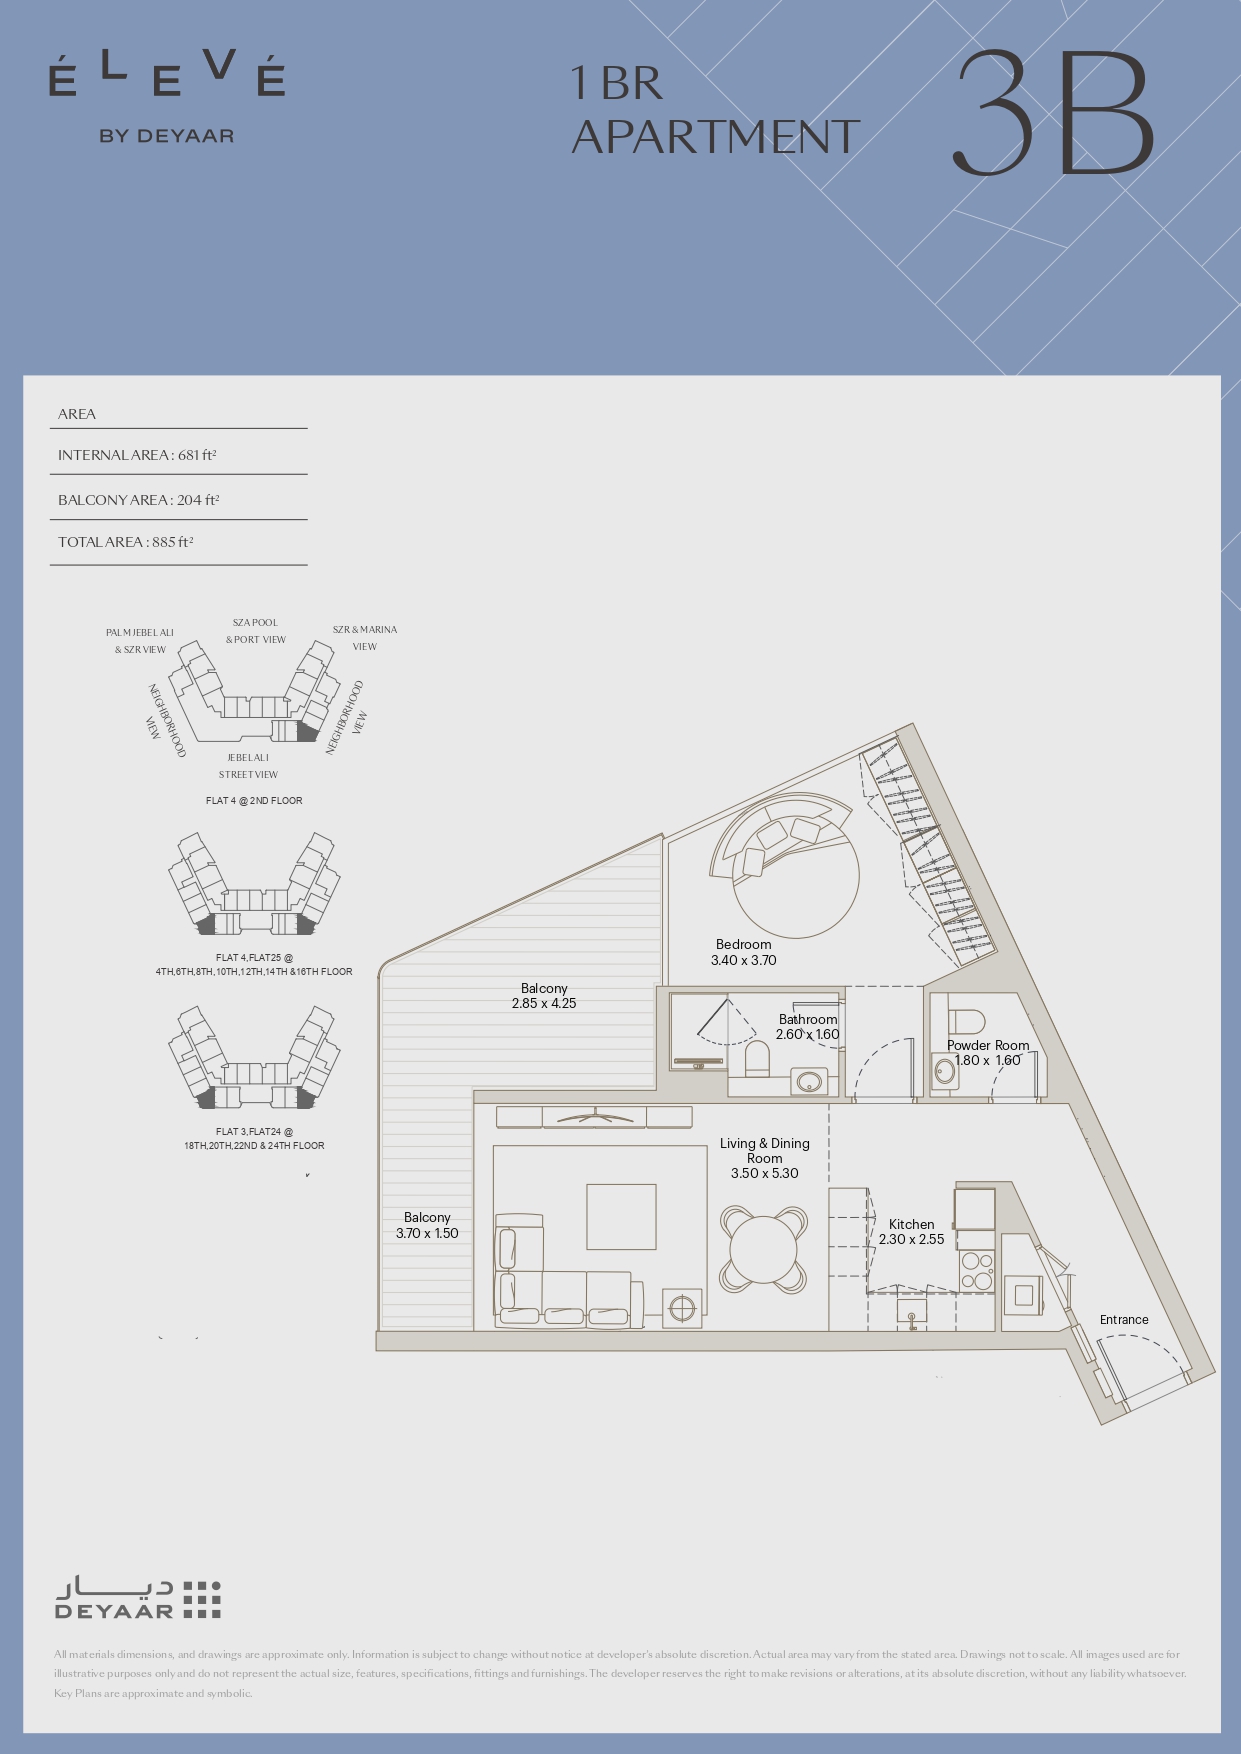 ÉLEVÉ
BY DEYAAR
1 BR
APARTMENT
3B
AREA
INTERNAL AREA : 681 ft²
BALCONY AREA : 204 ft²
TOTAL AREA : 885 ft²
PALM JEBEL ALI
& SZR VIEW
SZA POOL
& PORT VIEW
SZR & MARINA
VIEW
NEIGHBORHOOD
VIEW
NEIGHBORHOOD
VIEW
JEBEL ALI
STREET VIEW
FLAT 4 @ 2ND FLOOR
FLAT 4,FLAT25 @
4TH,6TH,8TH,10TH,12TH,14TH &16TH FLOOR
FLAT 3,FLAT24 @
18TH,20TH,22ND & 24TH FLOOR
Bedroom
3.40 x 3.70
Balcony
2.85 x 4.25
Bathroom
2.60 x 1.60
Powder Room
1.80 x 1.60
Living & Dining
Room
3.50 x 5.30
Balcony
3.70 x 1.50
Kitchen
2.30 x 2.55
Entrance
ديار
DEYAAR
All materials dimensions, and drawings are approximate only. Information is subject to change without notice at developer's absolute discretion. Actual area may vary from the stated area. Drawings not to scale. All images used are for
illustrative purposes only and do not represent the actual size, features, specifications, fittings and furnishings. The developer reserves the right to make revisions or alterations, at its absolute discretion, without any liability whatsoever.
Key Plans are approximate and symbolic.